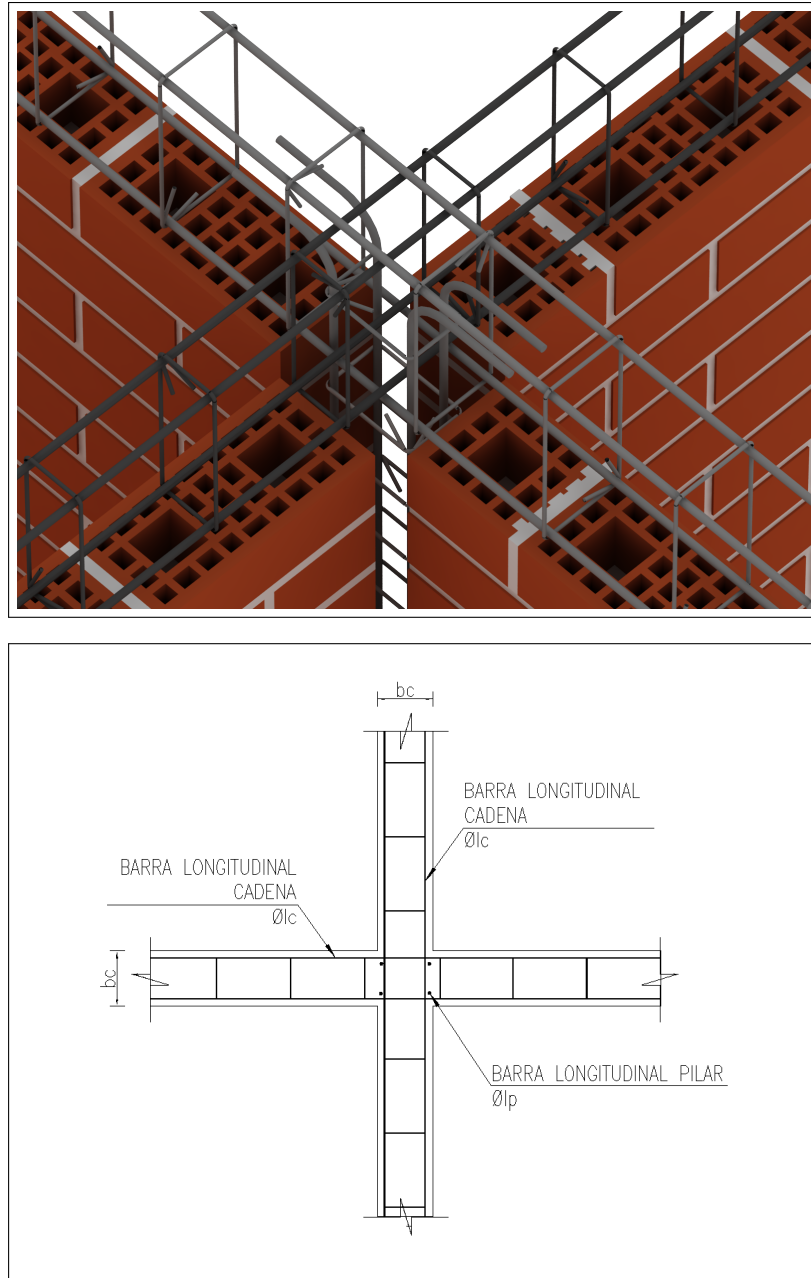 bc
BARRA LONGITUDINAL
CADENA
Ølc
BARRA LONGITUDINAL
CADENA
Ølc
bc
BARRA LONGITUDINAL PILAR
Ølp